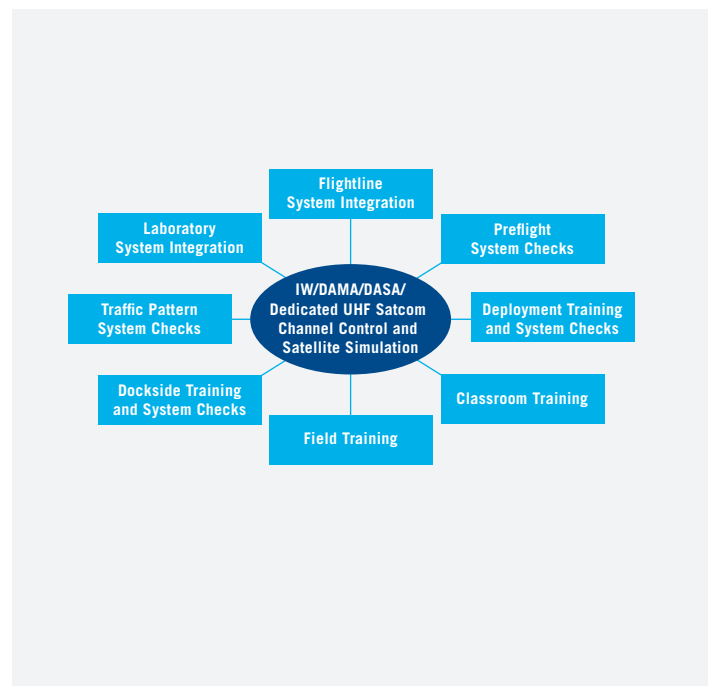 Flightline
System Integration
Laboratory
System Integration
Preflight
System Checks
IW/DAMA/DASA/
Dedicated UHF Satcom
Channel Control and
Satellite Simulation
Traffic Pattern
System Checks
Deployment Training
and System Checks
Dockside Training
and System Checks
Classroom Training
Field Training